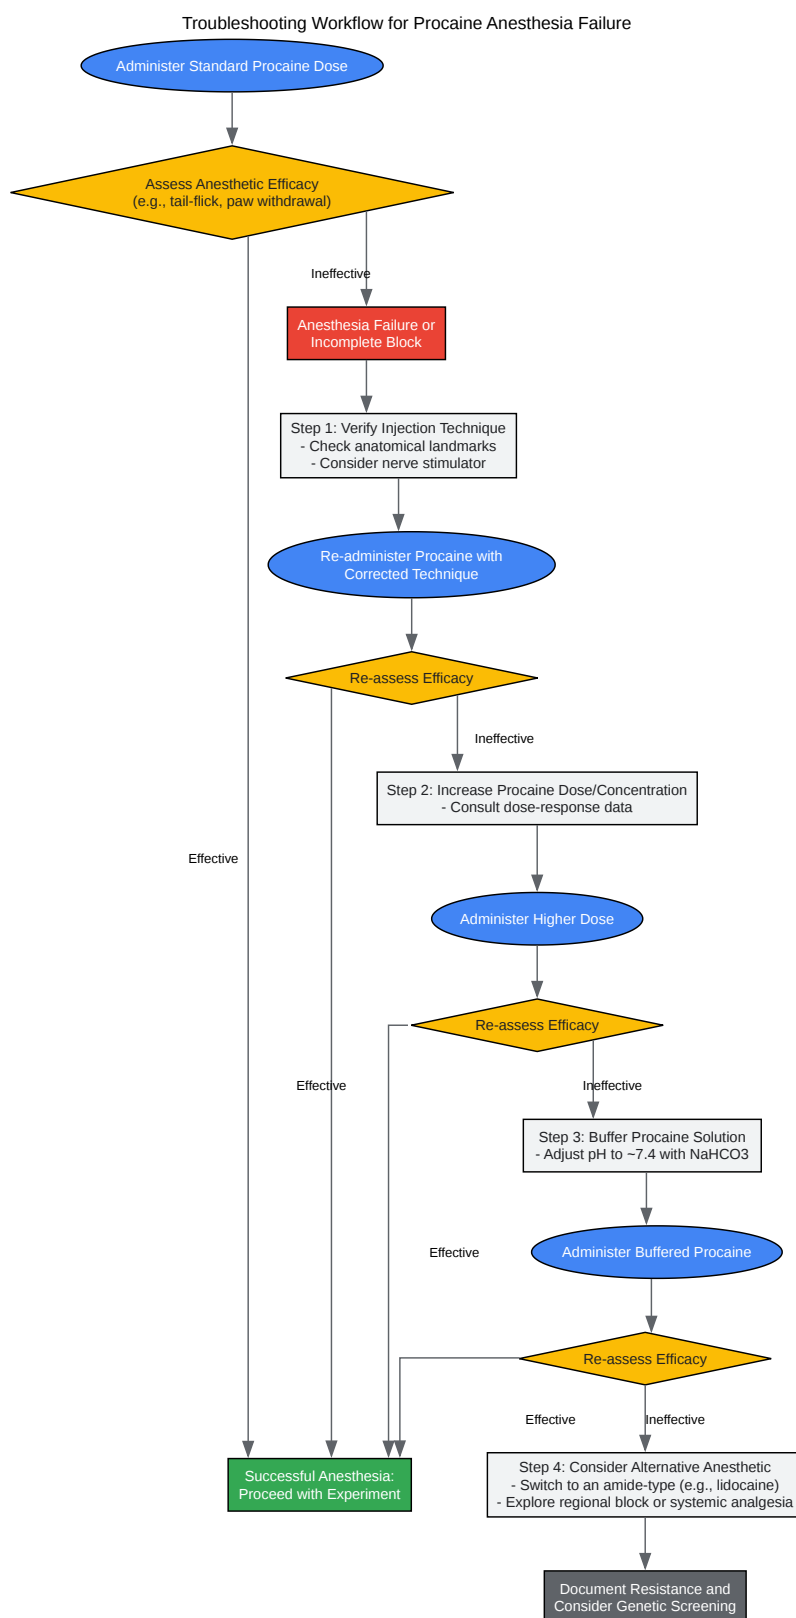 Troubleshooting Workflow for Procaine Anesthesia Failure
Administer Standard Procaine Dose
Assess Anesthetic Efficacy
(e.g., tail-flick, paw withdrawal)
Ineffective
Anesthesia Failure or
Incomplete Block
Step 1: Verify Injection Technique
- Check anatomical landmarks
- Consider nerve stimulator
Re-administer Procaine with
Corrected Technique
Re-assess Efficacy
Ineffective
Step 2: Increase Procaine Dose/Concentration
- Consult dose-response data
Effective
Administer Higher Dose
Re-assess Efficacy
Effective
Ineffective
Step 3: Buffer Procaine Solution
- Adjust pH to ~7.4 with NaHCO3
Effective
Administer Buffered Procaine
Re-assess Efficacy
Effective
Ineffective
Successful Anesthesia:
Proceed with Experiment
Step 4: Consider Alternative Anesthetic
- Switch to an amide-type (e.g., lidocaine)
- Explore regional block or systemic analgesia
Document Resistance and
Consider Genetic Screening